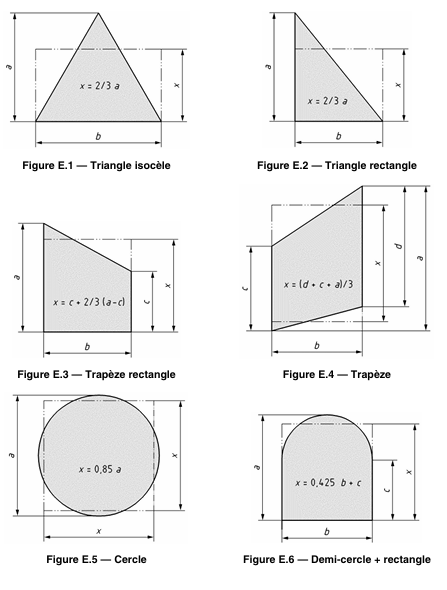 a
x
x = 2/3 a
b
Figure E.1 — Triangle isocèle
a
x
x = 2/3 a
b
Figure E.2 — Triangle rectangle
a
x
c
x = c + 2/3 (a-c)
b
Figure E.3 — Trapèze rectangle
c
x
d
a
x = (d + c + a)/3
b
Figure E.4 — Trapèze
a
x
x = 0,85 a
x
Figure E.5 — Cercle
a
x
c
x = 0,425 b + c
b
Figure E.6 — Demi-cercle + rectangle